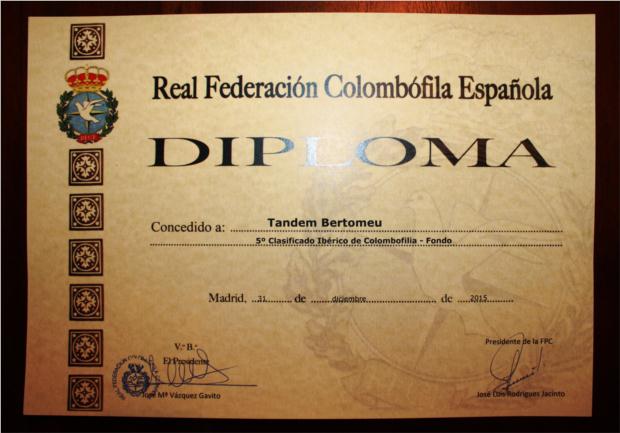 Real Federación Colombófila Española
DIPLOMA
Concedido a: Tandem Bertomeu
5º Clasificado Ibérico de Colombofilia - Fondo
Madrid, 31 de diciembre de 2015
V.º B.º
El Presidente
José Mª Vázquez Gavito
Presidente de la FPC
José Luis Rodrigues Jacinto